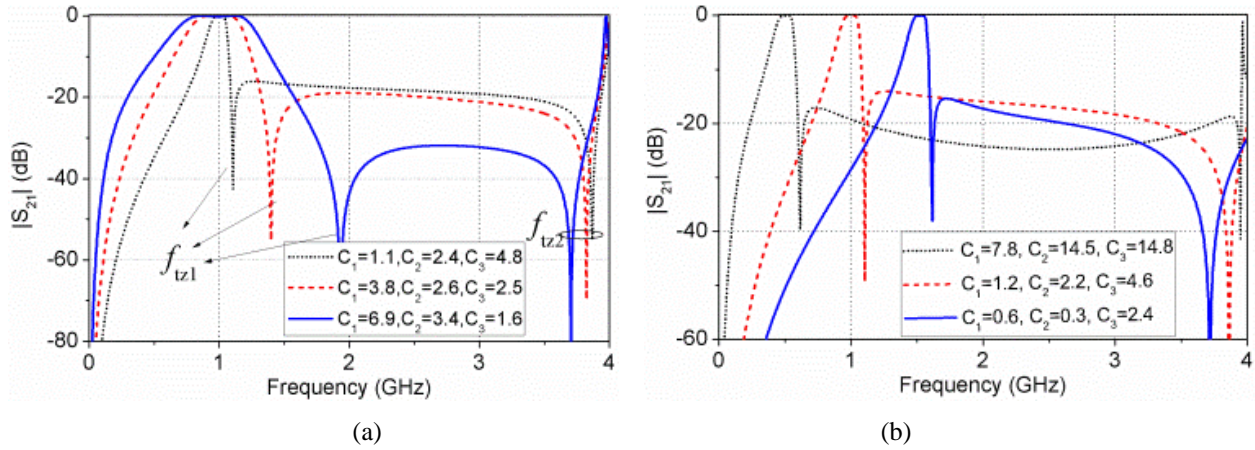 0
-20
-40
-60
-80
|S₂₁| (dB)
f_tz1
f_tz2
C₁=1.1,C₂=2.4,C₃=4.8
C₁=3.8,C₂=2.6,C₃=2.5
C₁=6.9,C₂=3.4,C₃=1.6
0 1 2 3 4
Frequency (GHz)
(a)
0
-20
-40
-60
|S₂₁| (dB)
C₁=7.8, C₂=14.5, C₃=14.8
C₁=1.2, C₂=2.2, C₃=4.6
C₁=0.6, C₂=0.3, C₃=2.4
0 1 2 3 4
Frequency (GHz)
(b)